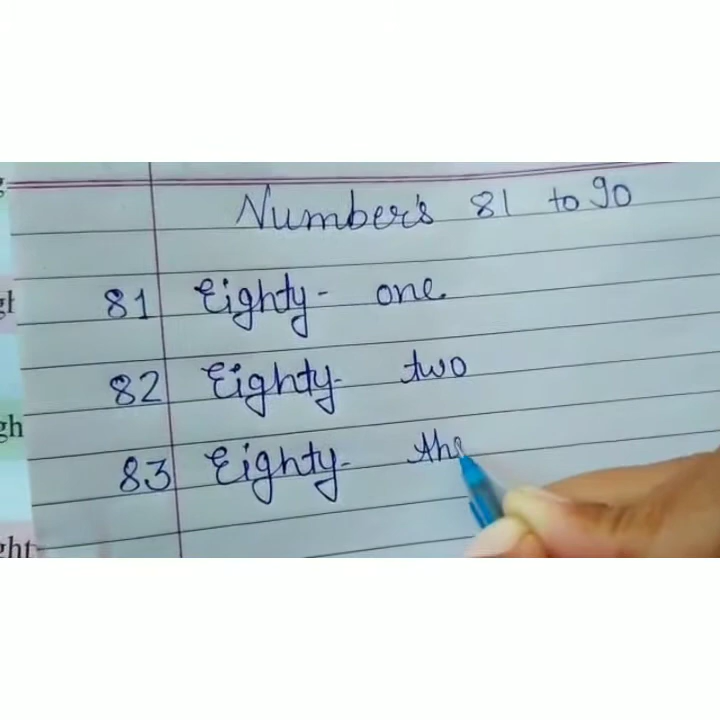 Number's 81 to 90
81 Eighty- one.
82 Eighty- two
83 Eighty-